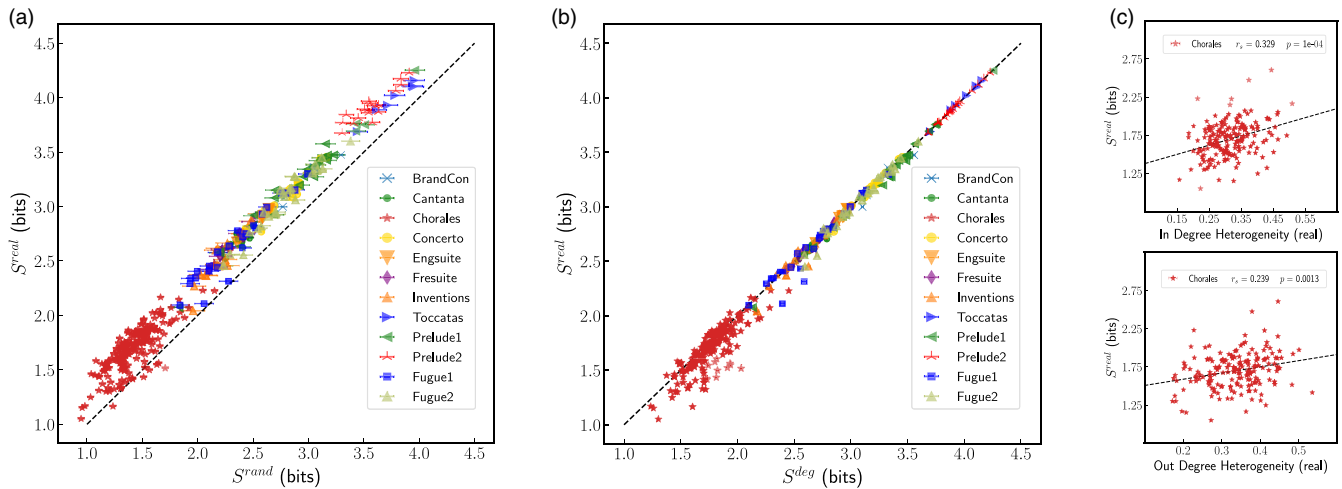 (a)
4.5
4.0
3.5
3.0
2.5
2.0
1.5
1.0
S^real (bits)
1.0 1.5 2.0 2.5 3.0 3.5 4.0 4.5
S^rand (bits)
BrandCon
Cantanta
Chorales
Concerto
Engsuite
Fresuite
Inventions
Toccatas
Prelude1
Prelude2
Fugue1
Fugue2
(b)
4.5
4.0
3.5
3.0
2.5
2.0
1.5
1.0
S^real (bits)
1.0 1.5 2.0 2.5 3.0 3.5 4.0 4.5
S^deg (bits)
BrandCon
Cantanta
Chorales
Concerto
Engsuite
Fresuite
Inventions
Toccatas
Prelude1
Prelude2
Fugue1
Fugue2
(c)
Chorales r_s = 0.329 p = 1e-04
2.75
2.25
1.75
1.25
S^real (bits)
0.15 0.25 0.35 0.45 0.55
In Degree Heterogeneity (real)
Chorales r_s = 0.239 p = 0.0013
2.75
2.25
1.75
1.25
S^real (bits)
0.2 0.3 0.4 0.5
Out Degree Heterogeneity (real)